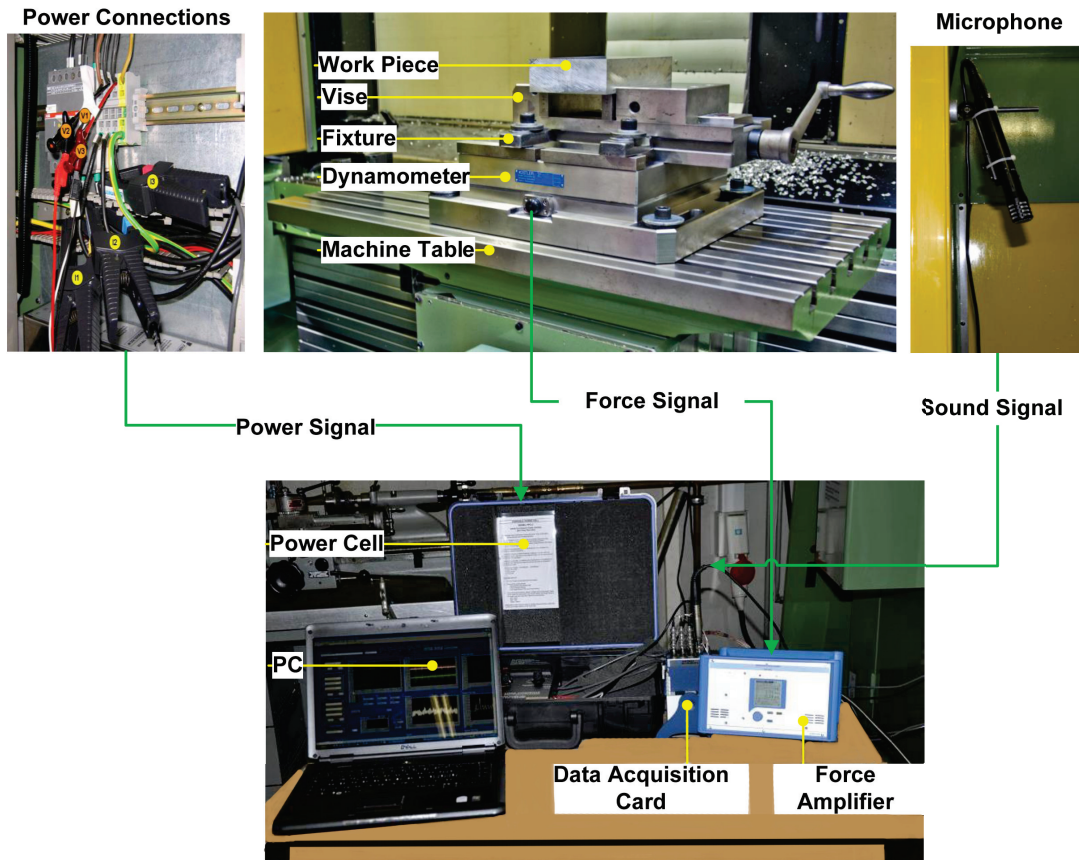 Power Connections
Microphone
Work Piece
Vise
Fixture
Dynamometer
Machine Table
V1
V2
V3
I3
I2
I1
Force Signal
Sound Signal
Power Signal
Power Cell
PC
DELL
Data Acquisition
Card
Force
Amplifier